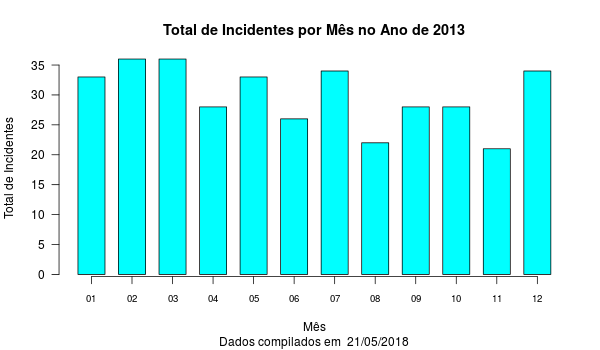 Total de Incidentes por Mês no Ano de 2013
Total de Incidentes
35
30
25
20
15
10
5
0
01 02 03 04 05 06 07 08 09 10 11 12
Mês
Dados compilados em  21/05/2018